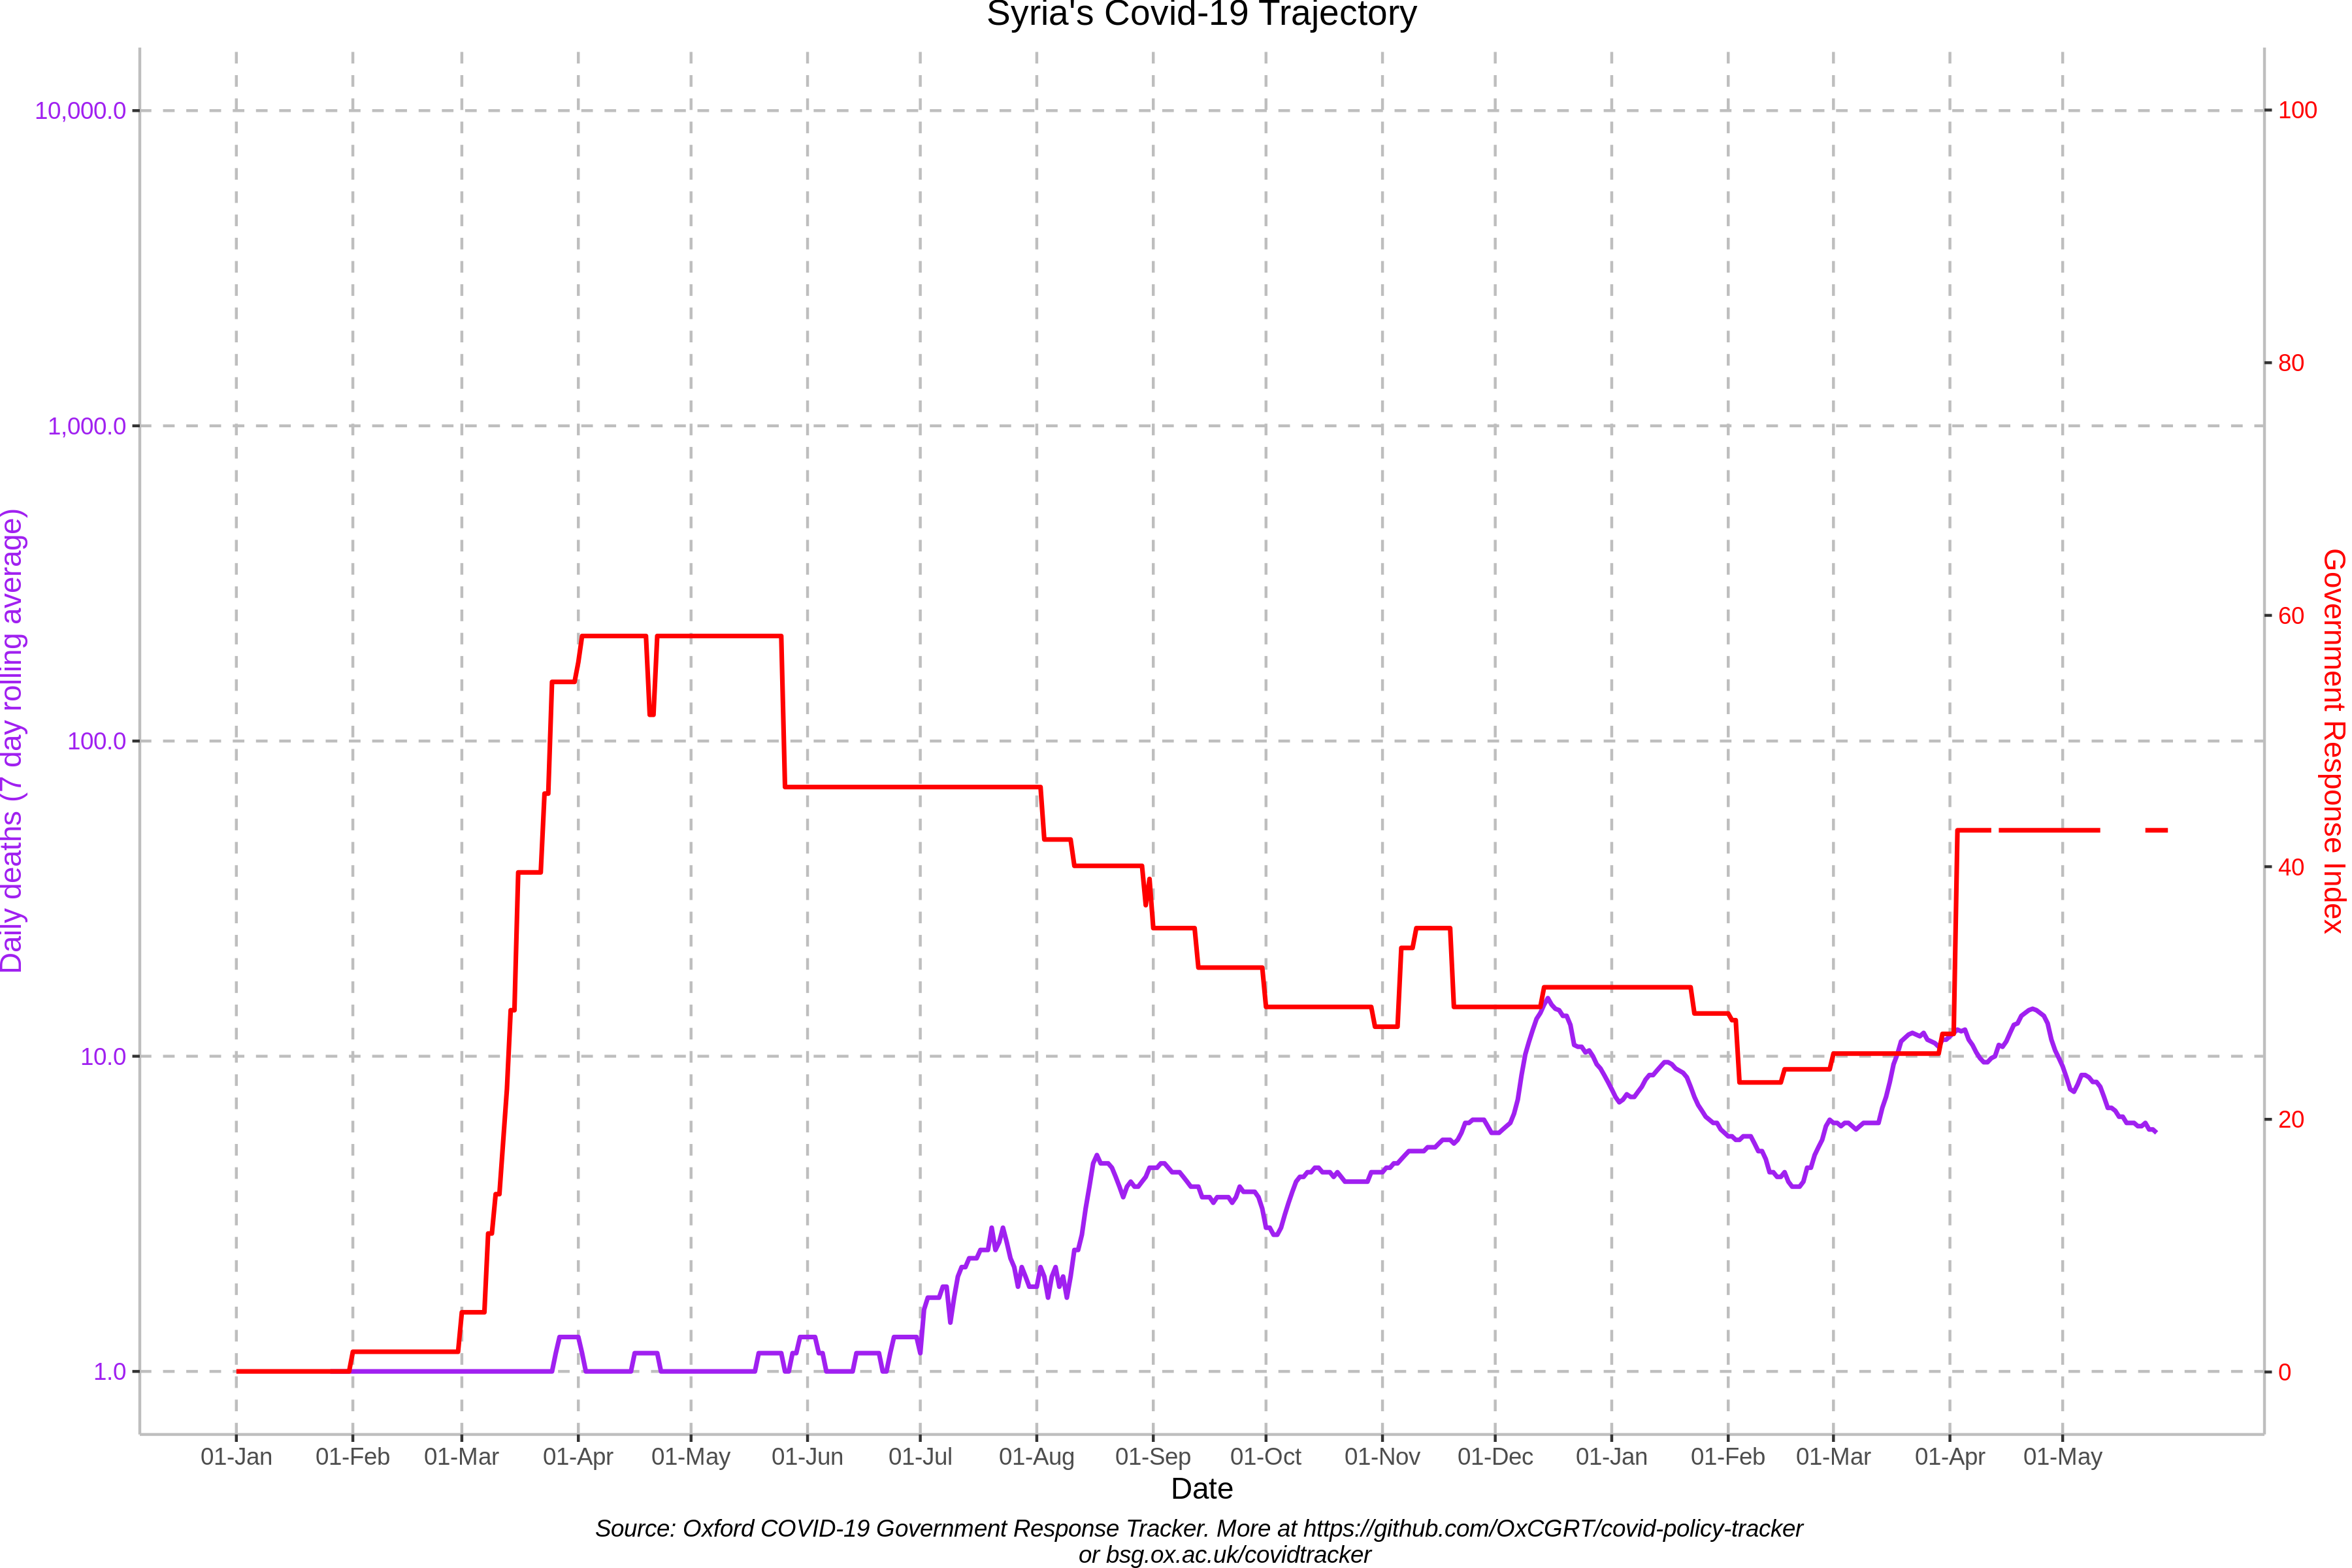 Syria's Covid-19 Trajectory
10,000.0
1,000.0
100.0
10.0
1.0
Daily deaths (7 day rolling average)
100
80
60
40
20
0
Government Response Index
01-Jan 01-Feb 01-Mar 01-Apr 01-May 01-Jun 01-Jul 01-Aug 01-Sep 01-Oct 01-Nov 01-Dec 01-Jan 01-Feb 01-Mar 01-Apr 01-May
Date
Source: Oxford COVID-19 Government Response Tracker. More at https://github.com/OxCGRT/covid-policy-tracker
or bsg.ox.ac.uk/covidtracker